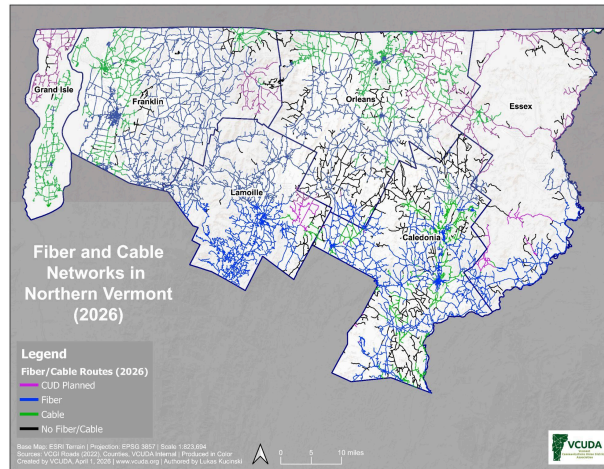 Grand Isle
Franklin
Orleans
Essex
Lamoille
Caledonia
Fiber and Cable
Networks in
Northern Vermont
(2026)
Legend
Fiber/Cable Routes (2026)
CUD Planned
Fiber
Cable
No Fiber/Cable
Base Map: ESRI Terrain | Projection: EPSG 3857 | Scale 1:623,694
Sources: VCGI Roads (2022), Counties, VCUDA Internal | Produced in Color
Created by VCUDA, April 1, 2026 | www.vcuda.org | Authored by Lukas Kucinski
0
5
10 miles
VCUDA